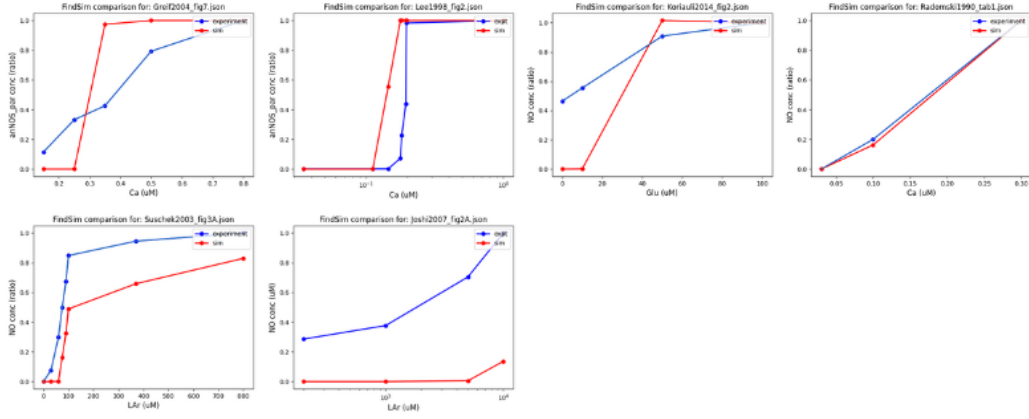 FindSim comparison for: Greif2004_fig7.json
experiment
sim
anNOS_par conc (ratio)
1.0
0.8
0.6
0.4
0.2
0.0
0.2 0.3 0.4 0.5 0.6 0.7 0.8
Ca (uM)
FindSim comparison for: Lee1998_fig2.json
expt
sim
anNOS_par conc (ratio)
1.0
0.8
0.6
0.4
0.2
0.0
10⁻¹ 10⁰
Ca (uM)
FindSim comparison for: Koriauli2014_fig2.json
experiment
sim
NO conc (ratio)
1.0
0.8
0.6
0.4
0.2
0.0
0 20 40 60 80 100
Glu (uM)
FindSim comparison for: Radomski1990_tab1.json
experiment
sim
NO conc (ratio)
1.0
0.8
0.6
0.4
0.2
0.0
0.05 0.10 0.15 0.20 0.25 0.30
Ca (uM)
FindSim comparison for: Suschek2003_fig3A.json
experiment
sim
NO conc (ratio)
1.0
0.8
0.6
0.4
0.2
0.0
0 100 200 300 400 500 600 700 800
LAr (uM)
FindSim comparison for: Joshi2007_fig2A.json
expt
sim
NO conc (uM)
1.0
0.8
0.6
0.4
0.2
0.0
10³ 10⁴
LAr (uM)